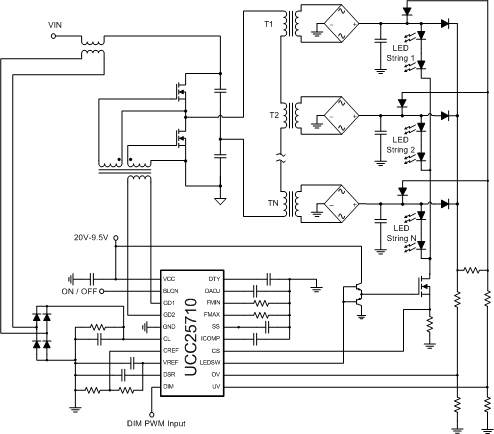 VIN
T1
LED
String 1
T2
LED
String 2
TN
LED
String N
20V-9.5V
ON / OFF
VCC
BLON
GD1
GD2
GND
CL
CREF
VREF
DSR
DIM
UCC25710
DTY
DADJ
FMIN
FMAX
SS
ICOMP
CS
LEDSW
OV
UV
DIM PWM Input